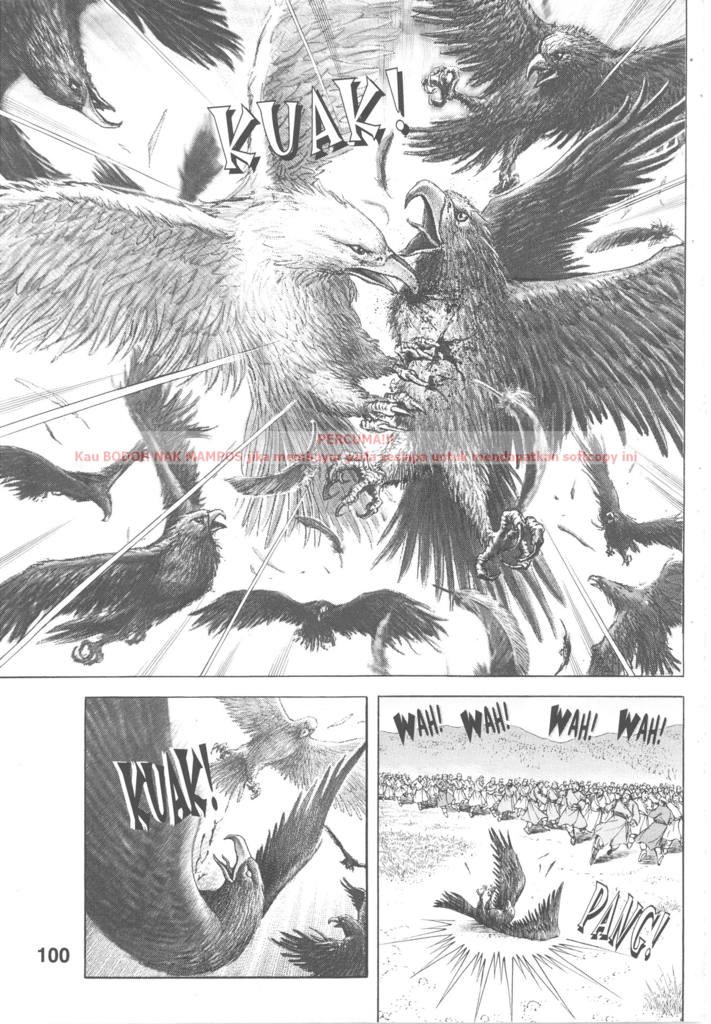 KUAK!
PERCUMA!!!
Kau BODOH NAK MAMPOS jika membayar walau sesiapa untuk mendapatkan softcopy ini
KUAK!
WAH! WAH! WAH! WAH!
PANG!
100